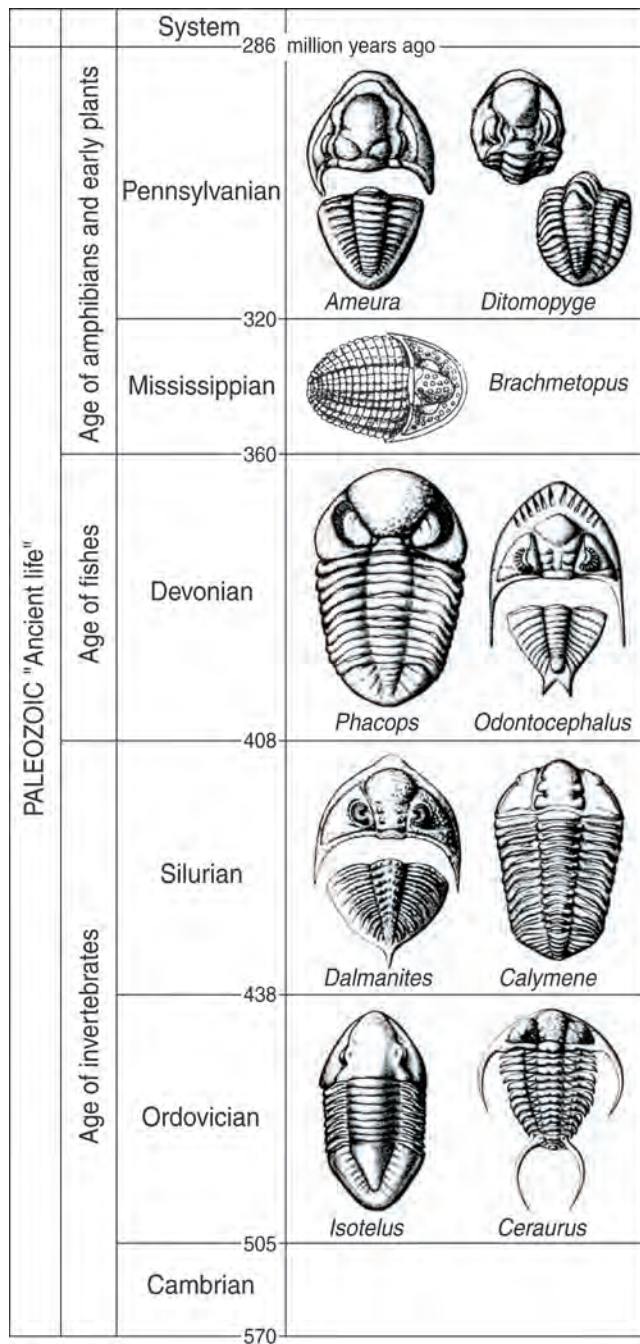 System
286 million years ago
PALEOZOIC "Ancient life"
Age of amphibians and early plants
Pennsylvanian
Ameura
Ditomopyge
320
Mississippian
Brachmetopus
360
Age of fishes
Devonian
Phacops
Odontocephalus
408
Age of invertebrates
Silurian
Dalmanites
Calymene
438
Ordovician
Isotelus
Ceraurus
505
Cambrian
570